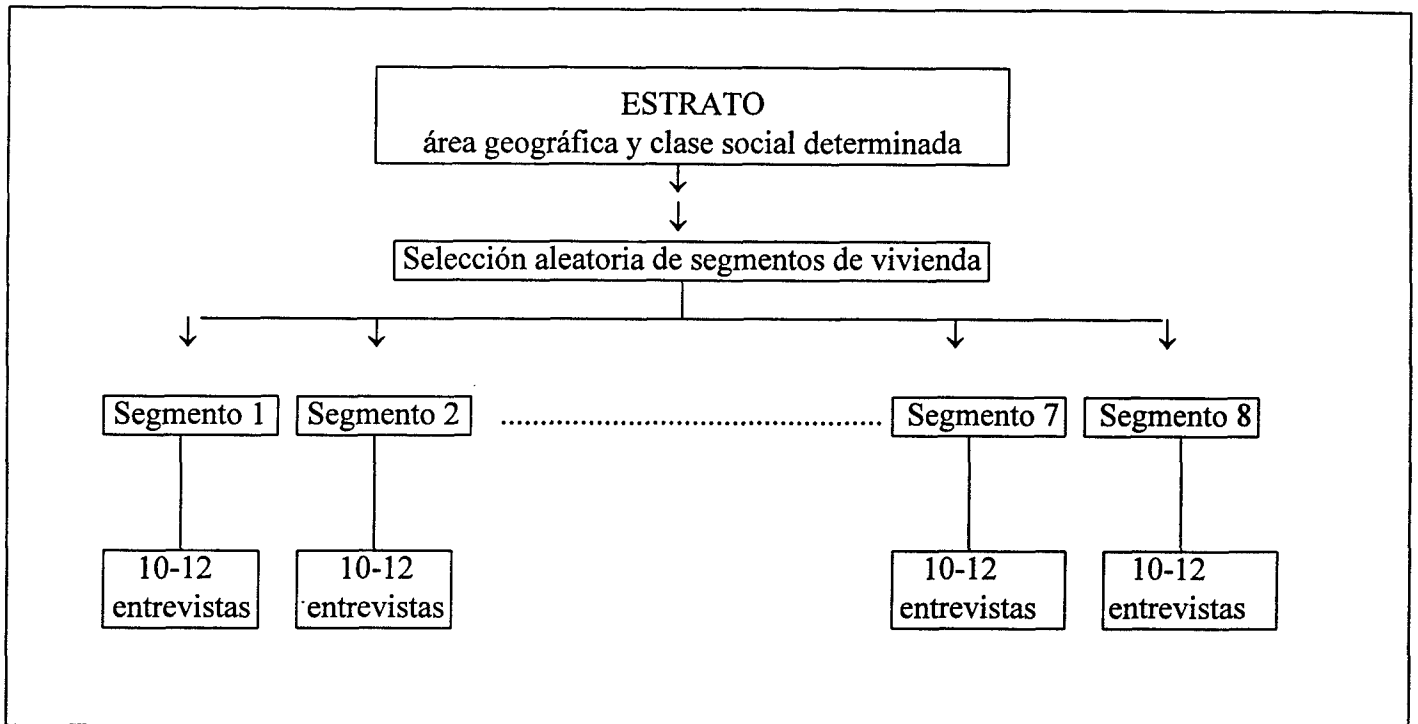 ESTRATO
área geográfica y clase social determinada
Selección aleatoria de segmentos de vivienda
Segmento 1
Segmento 2
............................................
Segmento 7
Segmento 8
10-12
entrevistas
10-12
entrevistas
10-12
entrevistas
10-12
entrevistas